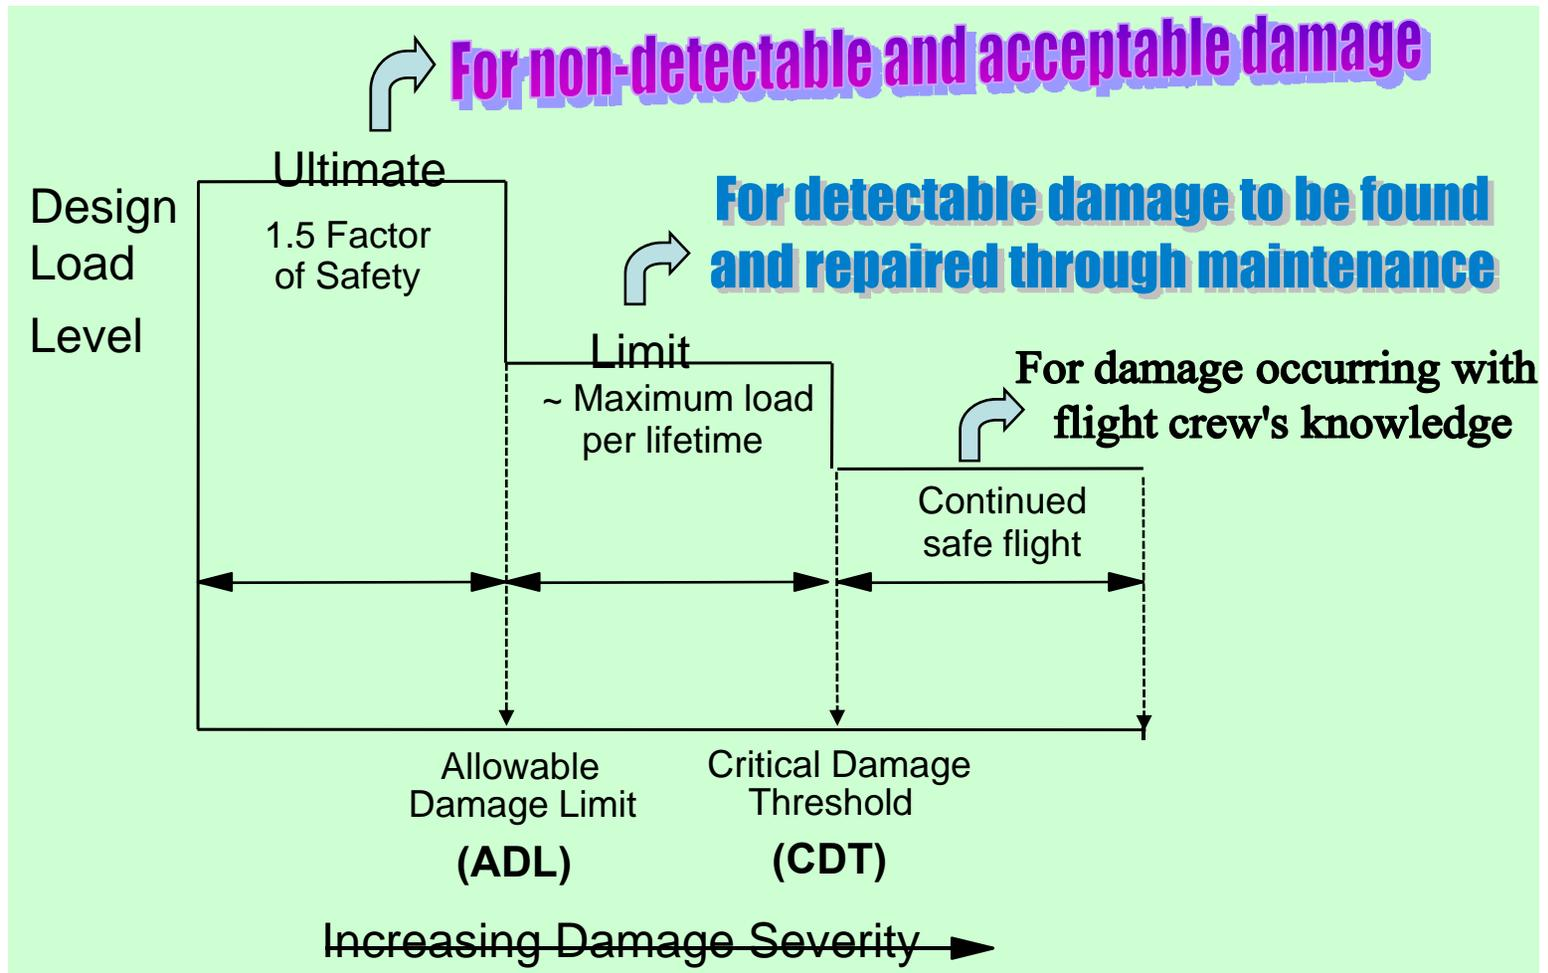 For non-detectable and acceptable damage
Ultimate
Design
Load
Level
1.5 Factor
of Safety
For detectable damage to be found
and repaired through maintenance
Limit
~ Maximum load
per lifetime
For damage occurring with
flight crew's knowledge
Continued
safe flight
Allowable
Damage Limit
(ADL)
Critical Damage
Threshold
(CDT)
Increasing Damage Severity